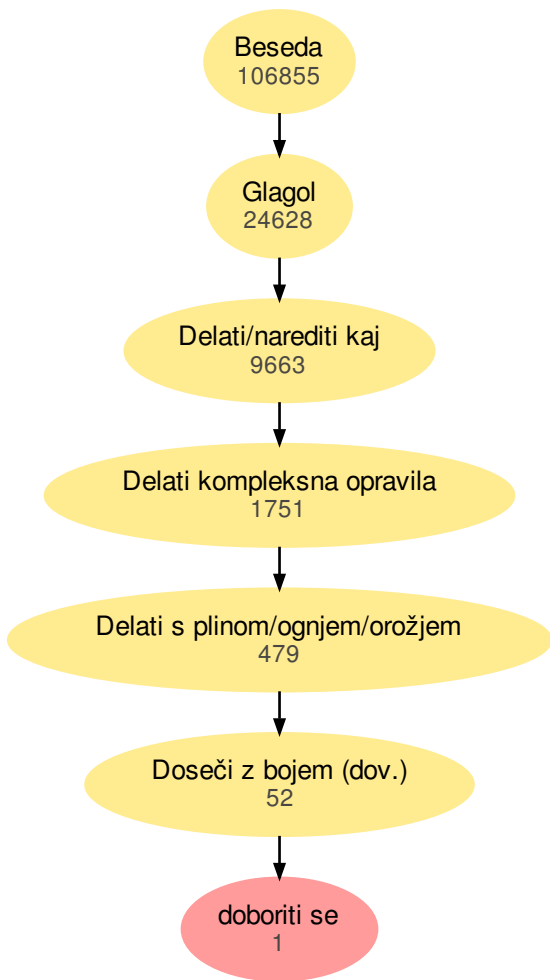 Beseda
106855
Glagol
24628
Delati/narediti kaj
9663
Delati kompleksna opravila
1751
Delati s plinom/ognjem/orožjem
479
Doseči z bojem (dov.)
52
doboriti se
1